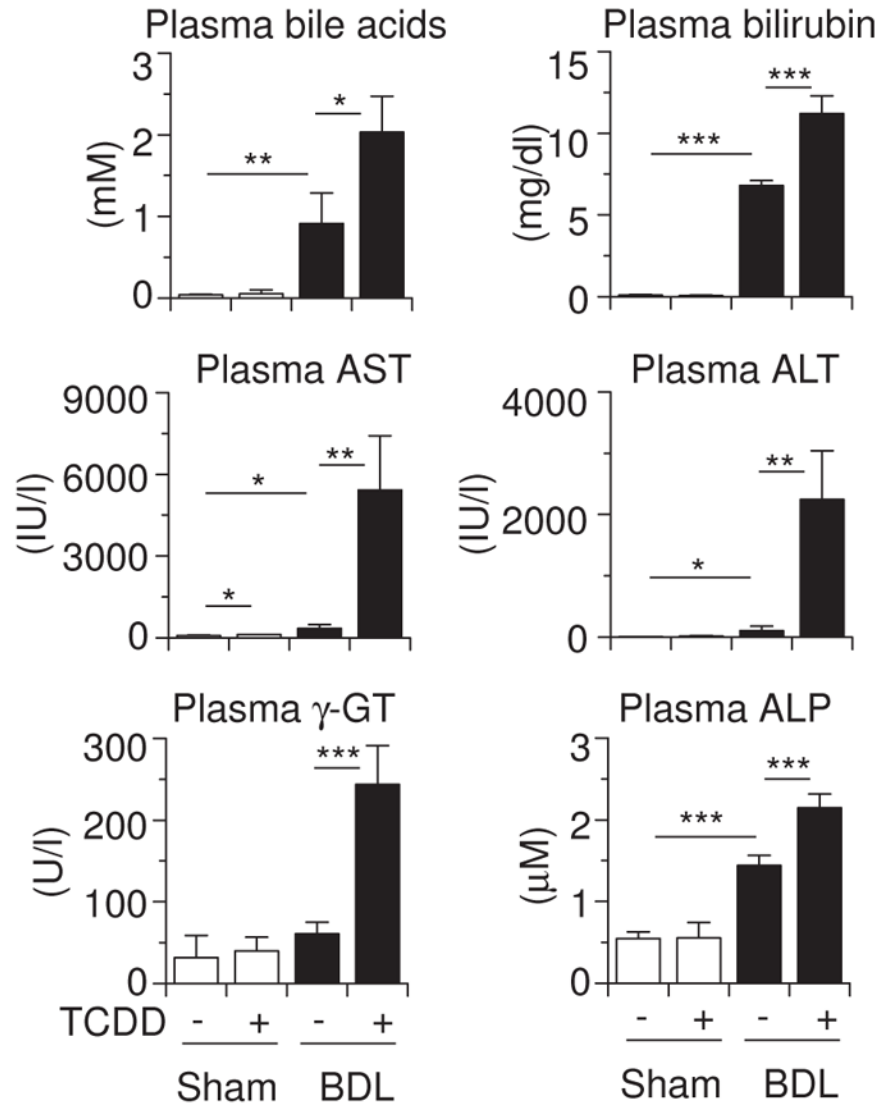 Plasma bile acids
3
2
1
0
(mM)
**
*
Plasma bilirubin
15
10
5
0
(mg/dl)
***
***
Plasma AST
9000
6000
3000
0
(IU/l)
*
*
**
Plasma ALT
4000
2000
0
(IU/l)
*
**
Plasma γ-GT
300
200
100
0
(U/l)
***
Plasma ALP
3
2
1
0
(μM)
***
***
TCDD - + - +
Sham BDL
- + - +
Sham BDL